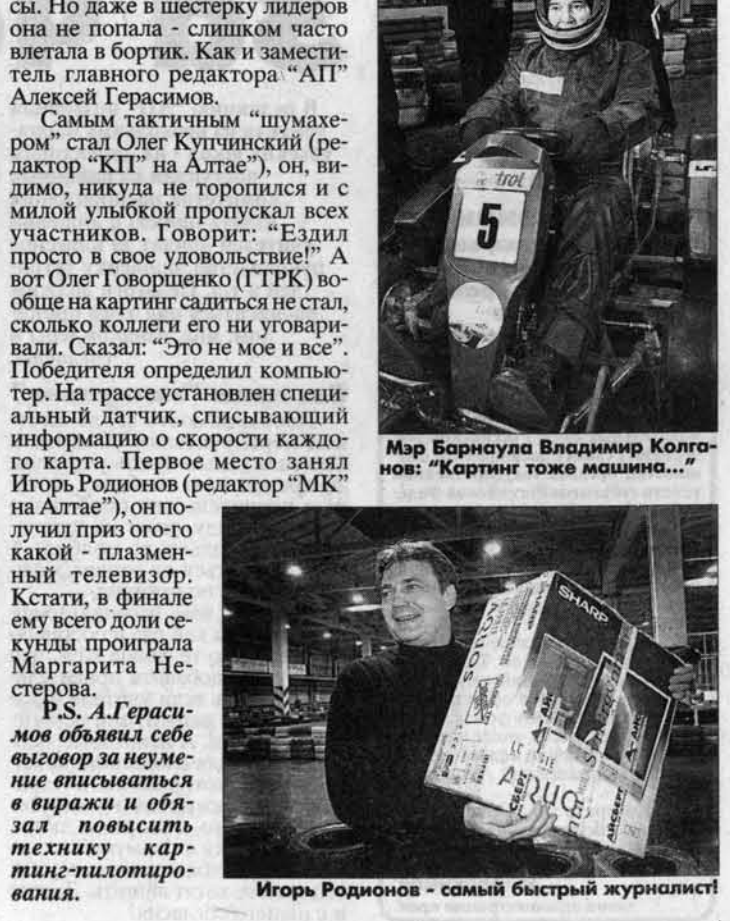 сы. Но даже в шестерку лидеров
она не попала - слишком часто
влетала в бортик. Как и замести-
тель главного редактора "АП"
Алексей Герасимов.
Самым тактичным "шумахе-
ром" стал Олег Купчинский (ре-
дактор "КП" на Алтае"), он, ви-
димо, никуда не торопился и с
милой улыбкой пропускал всех
участников. Говорит: "Ездил
просто в свое удовольствие!" А
вот Олег Говорщенко (ГТРК) во-
обще на картинг садиться не стал,
сколько коллеги его ни уговари-
вали. Сказал: "Это не мое и все".
Победителя определил компью-
тер. На трассе установлен специ-
альный датчик, списывающий
информацию о скорости каждо-
го карта. Первое место занял
Игорь Родионов (редактор "МК"
на Алтае"), он по-
лучил приз ого-го
какой - плазмен-
ный телевизор.
Кстати, в финале
ему всего доли се-
кунды проиграла
Маргарита Не-
стерова.
P.S. А.Гераси-
мов объявил себе
выговор за неуме-
ние вписываться
в виражи и обя-
зал повысить
технику кар-
тинг-пилотиро-
вания.
5
Мэр Барнаула Владимир Колга-
нов: "Картинг тоже машина..."
SHARP
AQUOS
АЙСБЕРГ
Игорь Родионов - самый быстрый журналист!